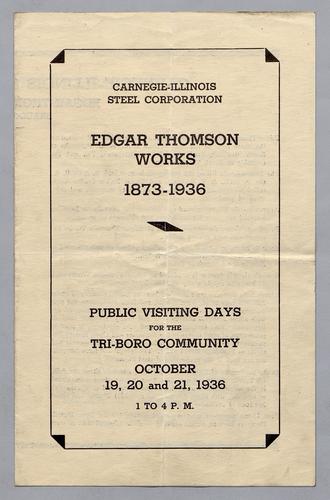 CARNEGIE-ILLINOIS
STEEL CORPORATION
EDGAR THOMSON
WORKS
1873-1936
PUBLIC VISITING DAYS
FOR THE
TRI-BORO COMMUNITY
OCTOBER
19, 20 and 21, 1936
1 TO 4 P. M.